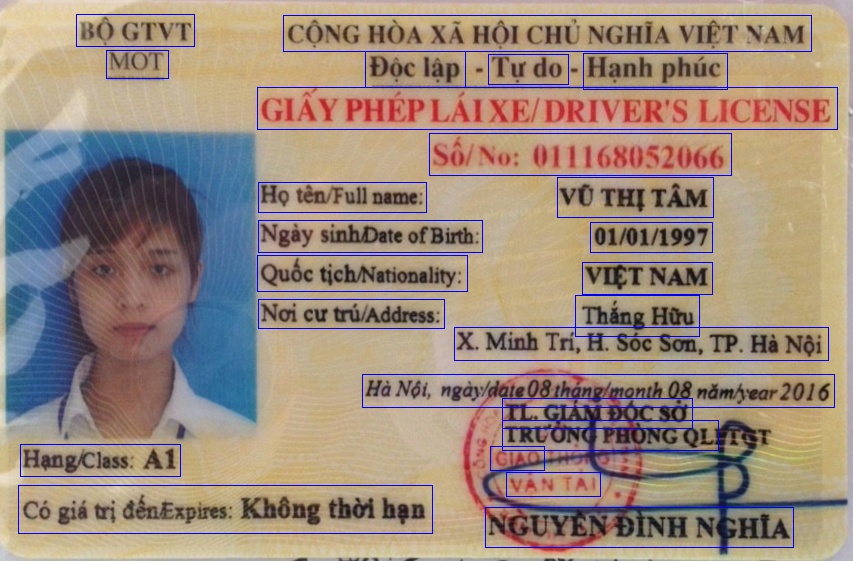 BỘ GTVT
MOT
CỘNG HÒA XÃ HỘI CHỦ NGHĨA VIỆT NAM
Độc lập - Tự do - Hạnh phúc
GIẤY PHÉP LÁI XE/ DRIVER'S LICENSE
Số/ No: 011168052066
Họ tên/Full name: VŨ THỊ TÂM
Ngày sinh/Date of Birth: 01/01/1997
Quốc tịch/Nationality: VIỆT NAM
Nơi cư trú/Address: Thắng Hữu
X. Minh Trí, H. Sóc Sơn, TP. Hà Nội
Hà Nội, ngày/date 08 tháng/month 08 năm/year 2016
TL. GIÁM ĐỐC SỞ
TRƯỞNG PHÒNG QLPTGT
GIAO THÔNG
VẬN TẢI
Hạng/Class: A1
Có giá trị đến/Expires: Không thời hạn
NGUYỄN ĐÌNH NGHĨA